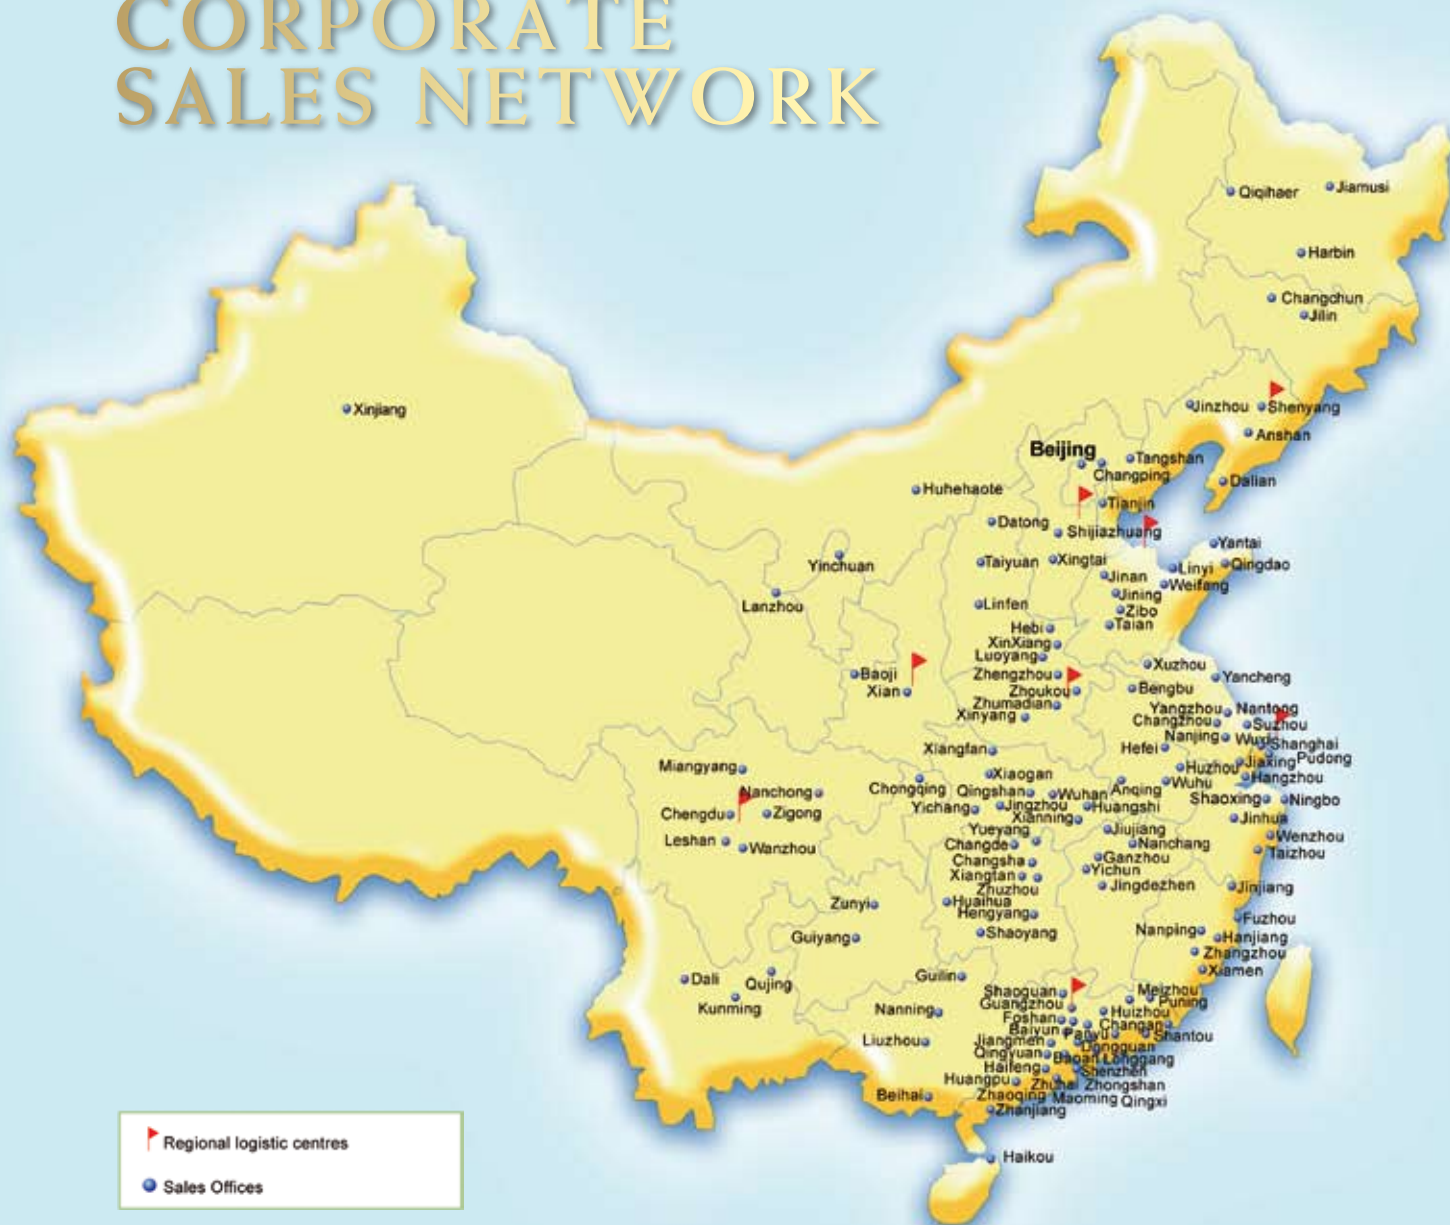 CORPORATE
SALES NETWORK
Qiqihaer
Jiamusi
Harbin
Changchun
Jilin
Xinjiang
Jinzhou
Shenyang
Anshan
Beijing
Tangshan
Changping
Dalian
Huhehaote
Tianjin
Datong
Shijiazhuang
Yantai
Yinchuan
Taiyuan
Xingtai
Linyi
Qingdao
Jinan
Weifang
Lanzhou
Jining
Linfen
Zibo
Hebi
Taian
XinXiang
Luoyang
Xuzhou
Baoji
Zhengzhou
Yancheng
Xian
Zhoukou
Bengbu
Zhumadian
Yangzhou
Nantong
Xinyang
Changzhou
Suzhou
Nanjing
Wuxi
Shanghai
Xiangfan
Hefei
Pudong
Miangyang
Xiaogan
Huzhou
Jiaxing
Chongqing
Anqing
Wuhu
Hangzhou
Nanchong
Qingshan
Wuhan
Shaoxing
Ningbo
Chengdu
Zigong
Yichang
Jingzhou
Huangshi
Xianning
Jinhua
Yueyang
Jiujiang
Wenzhou
Leshan
Wanzhou
Changde
Nanchang
Taizhou
Changsha
Ganzhou
Xiangtan
Yichun
Zhuzhou
Jingdezhen
Jinjiang
Zunyi
Huaihua
Hengyang
Fuzhou
Guiyang
Shaoyang
Nanping
Hanjiang
Zhangzhou
Dali
Qujing
Guilin
Xiamen
Kunming
Shaoguan
Meizhou
Nanning
Guangzhou
Puning
Foshan
Huizhou
Baiyun
Panyu
Changan
Liuzhou
Jiangmen
Shantou
Qingyuan
Dongguan
Haifeng
Baoan Longgang
Huangpu
Shenzhen
Beihai
Zhuhai
Zhongshan
Zhaoqing
Maoming
Qingxi
Zhanjiang
Haikou
Regional logistic centres
Sales Offices